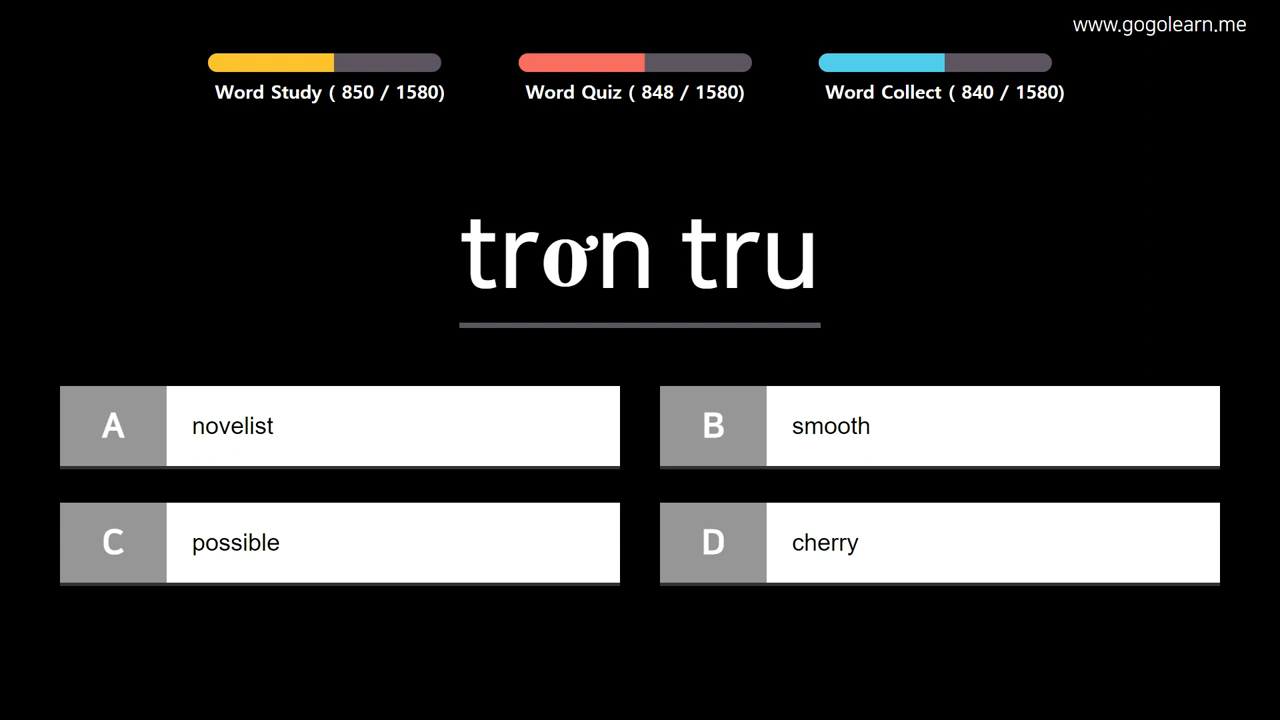 www.gogolearn.me
Word Study ( 850 / 1580)
Word Quiz ( 848 / 1580)
Word Collect ( 840 / 1580)
trơn tru
A novelist
B smooth
C possible
D cherry